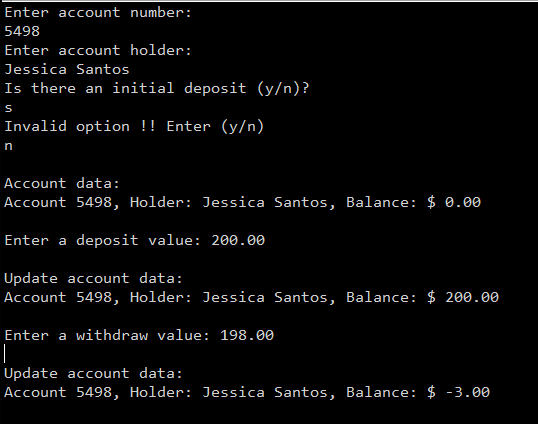 Enter account number:
5498
Enter account holder:
Jessica Santos
Is there an initial deposit (y/n)?
s
Invalid option !! Enter (y/n)
n
Account data:
Account 5498, Holder: Jessica Santos, Balance: $ 0.00
Enter a deposit value: 200.00
Update account data:
Account 5498, Holder: Jessica Santos, Balance: $ 200.00
Enter a withdraw value: 198.00
Update account data:
Account 5498, Holder: Jessica Santos, Balance: $ -3.00